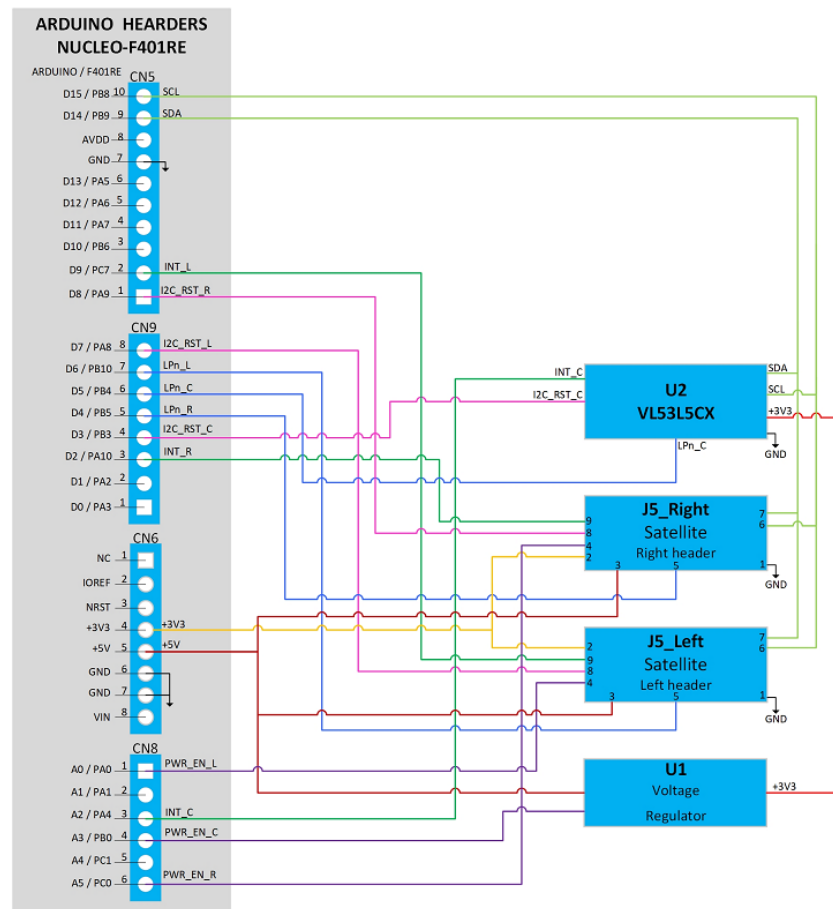 ARDUINO HEARDERS
NUCLEO-F401RE
ARDUINO / F401RE
CN5
D15 / PB8 10 SCL
D14 / PB9 9 SDA
AVDD 8
GND 7
D13 / PA5 6
D12 / PA6 5
D11 / PA7 4
D10 / PB6 3
D9 / PC7 2 INT_L
D8 / PA9 1 I2C_RST_R
CN9
D7 / PA8 8 I2C_RST_L
D6 / PB10 7 LPn_L
D5 / PB4 6 LPn_C
D4 / PB5 5 LPn_R
D3 / PB3 4 I2C_RST_C
D2 / PA10 3 INT_R
D1 / PA2 2
D0 / PA3 1
CN6
NC 1
IOREF 2
NRST 3
+3V3 4 +3V3
+5V 5 +5V
GND 6
GND 7
VIN 8
CN8
A0 / PA0 1 PWR_EN_L
A1 / PA1 2
A2 / PA4 3 INT_C
A3 / PB0 4 PWR_EN_C
A4 / PC1 5
A5 / PC0 6 PWR_EN_R
INT_C
I2C_RST_C
U2
VL53L5CX
SDA
SCL
+3V3
GND
LPn_C
J5_Right
Satellite
Right header
9
8
4
2
3
5
7
6
1
GND
J5_Left
Satellite
Left header
2
9
8
4
3
5
7
6
1
GND
U1
Voltage
Regulator
+3V3